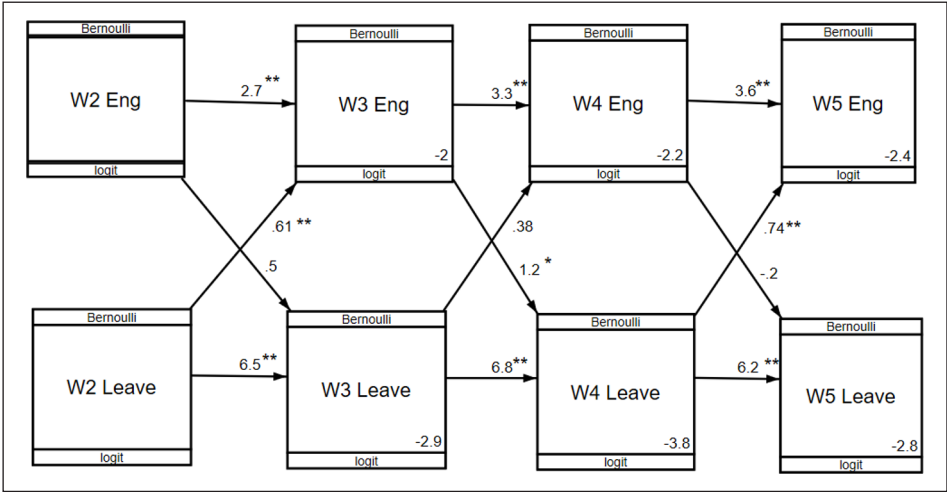 Bernoulli
W2 Eng
logit
2.7**
Bernoulli
W3 Eng
-2
logit
3.3**
Bernoulli
W4 Eng
-2.2
logit
3.6**
Bernoulli
W5 Eng
-2.4
logit
.61**
.5
.38
1.2*
.74**
-.2
Bernoulli
W2 Leave
logit
6.5**
Bernoulli
W3 Leave
-2.9
logit
6.8**
Bernoulli
W4 Leave
-3.8
logit
6.2**
Bernoulli
W5 Leave
-2.8
logit